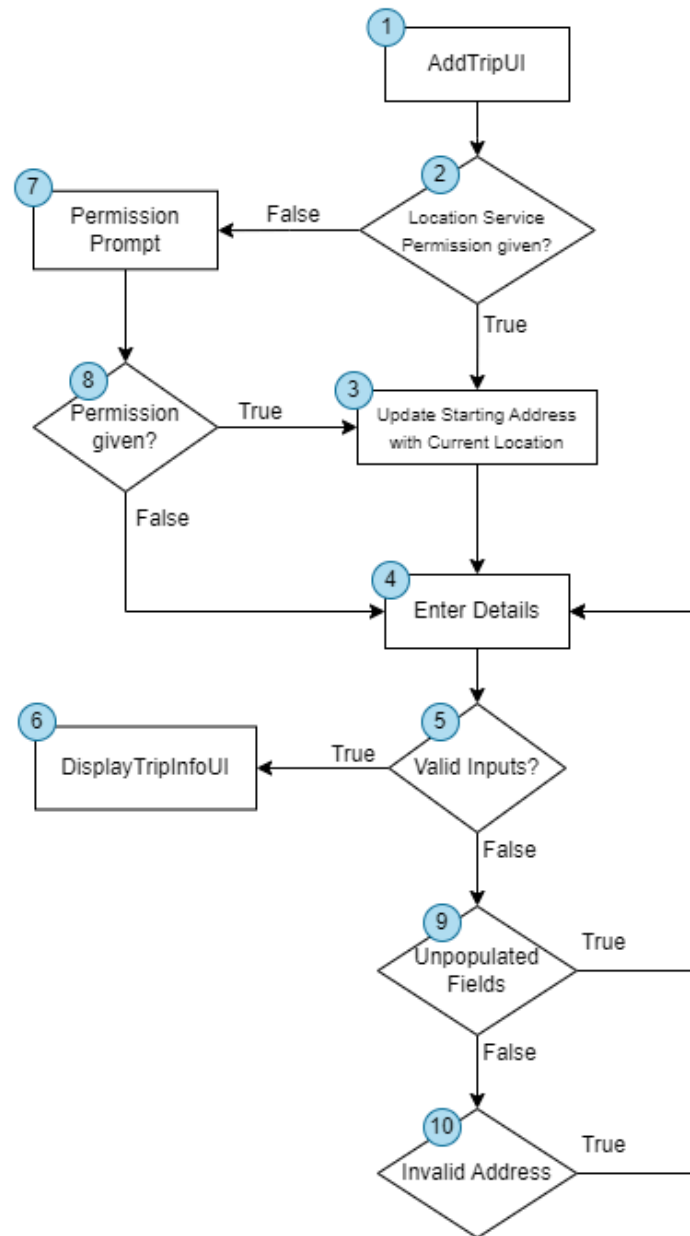 1
AddTripUI
2
Location Service
Permission given?
False
True
7
Permission
Prompt
8
Permission
given?
True
False
3
Update Starting Address
with Current Location
4
Enter Details
5
Valid Inputs?
True
False
6
DisplayTripInfoUI
9
Unpopulated
Fields
True
False
10
Invalid Address
True